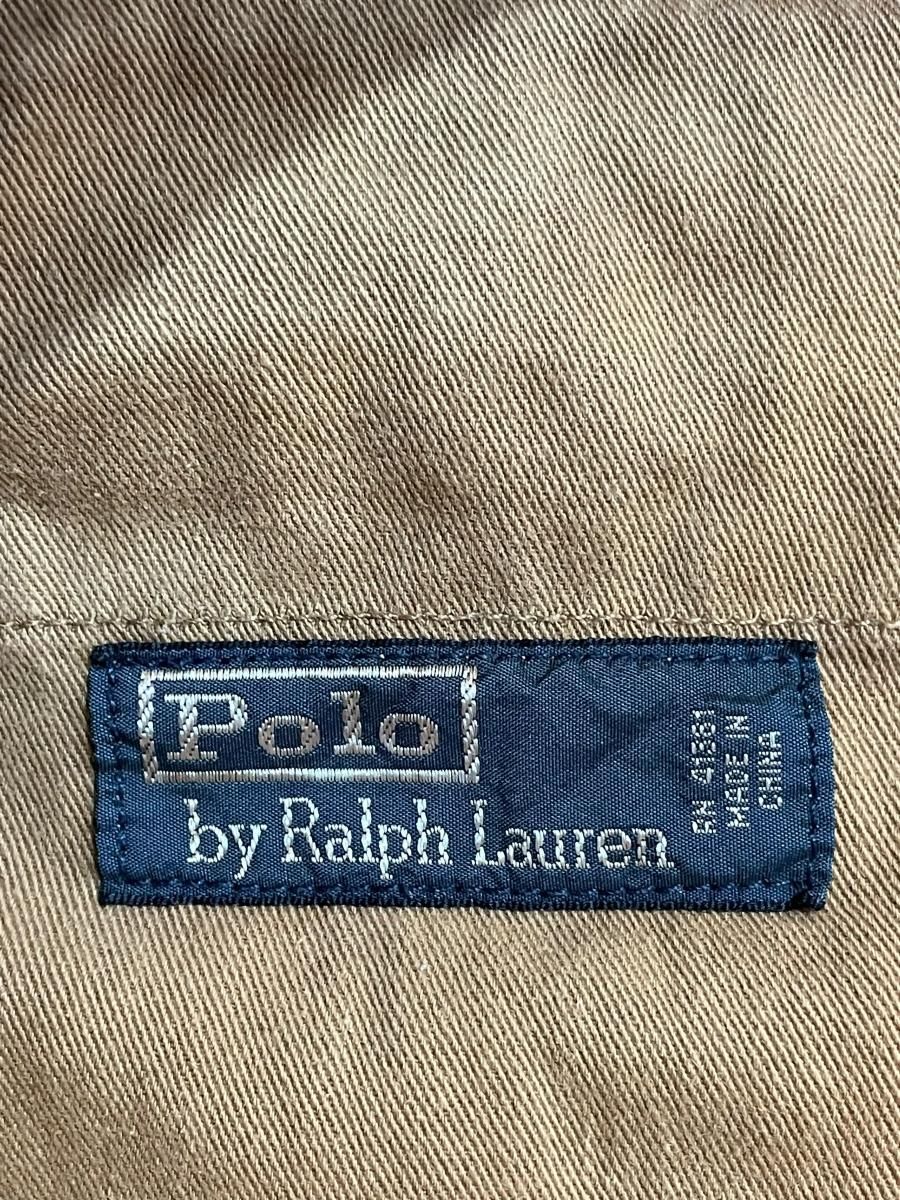 Polo
by Ralph Lauren
RN 41381
MADE IN
CHINA